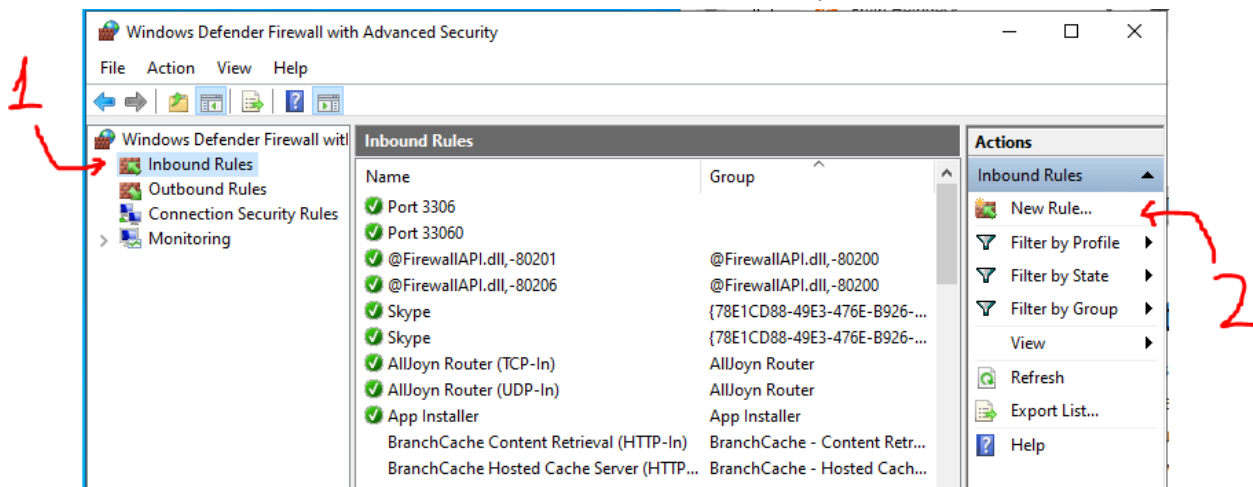 Windows Defender Firewall with Advanced Security
File Action View Help
1
Windows Defender Firewall with
Inbound Rules
Outbound Rules
Connection Security Rules
Monitoring
Inbound Rules
Name Group
Port 3306
Port 33060
@FirewallAPI.dll,-80201 @FirewallAPI.dll,-80200
@FirewallAPI.dll,-80206 @FirewallAPI.dll,-80200
Skype {78E1CD88-49E3-476E-B926-...
Skype {78E1CD88-49E3-476E-B926-...
AllJoyn Router (TCP-In) AllJoyn Router
AllJoyn Router (UDP-In) AllJoyn Router
App Installer App Installer
BranchCache Content Retrieval (HTTP-In) BranchCache - Content Retr...
BranchCache Hosted Cache Server (HTTP... BranchCache - Hosted Cach...
Actions
Inbound Rules
New Rule...
Filter by Profile
Filter by State
Filter by Group
View
Refresh
Export List...
Help
2